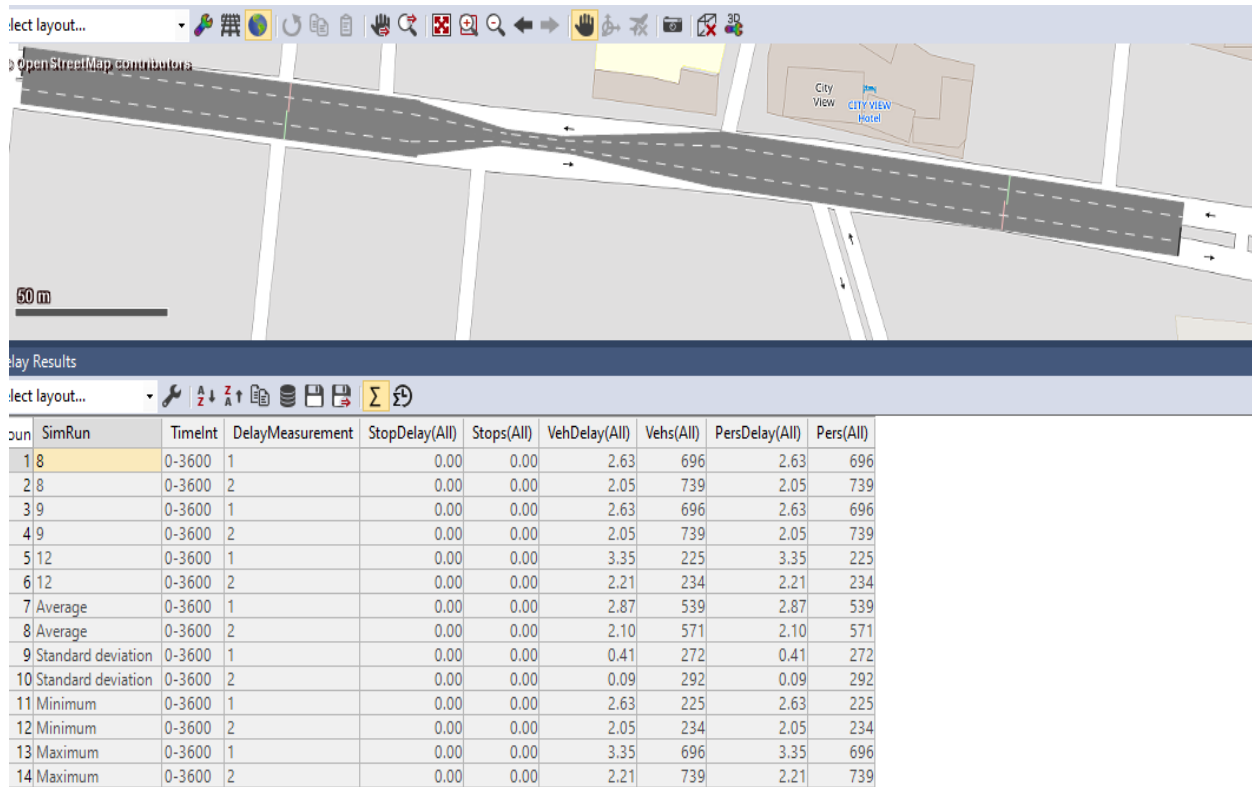 elect layout...
3D
OpenStreetMap contributors
City
View
CITY VIEW
Hotel
50 m
elay Results
elect layout...
oun SimRun TimeInt DelayMeasurement StopDelay(All) Stops(All) VehDelay(All) Vehs(All) PersDelay(All) Pers(All)
1 8 0-3600 1 0.00 0.00 2.63 696 2.63 696
2 8 0-3600 2 0.00 0.00 2.05 739 2.05 739
3 9 0-3600 1 0.00 0.00 2.63 696 2.63 696
4 9 0-3600 2 0.00 0.00 2.05 739 2.05 739
5 12 0-3600 1 0.00 0.00 3.35 225 3.35 225
6 12 0-3600 2 0.00 0.00 2.21 234 2.21 234
7 Average 0-3600 1 0.00 0.00 2.87 539 2.87 539
8 Average 0-3600 2 0.00 0.00 2.10 571 2.10 571
9 Standard deviation 0-3600 1 0.00 0.00 0.41 272 0.41 272
10 Standard deviation 0-3600 2 0.00 0.00 0.09 292 0.09 292
11 Minimum 0-3600 1 0.00 0.00 2.63 225 2.63 225
12 Minimum 0-3600 2 0.00 0.00 2.05 234 2.05 234
13 Maximum 0-3600 1 0.00 0.00 3.35 696 3.35 696
14 Maximum 0-3600 2 0.00 0.00 2.21 739 2.21 739